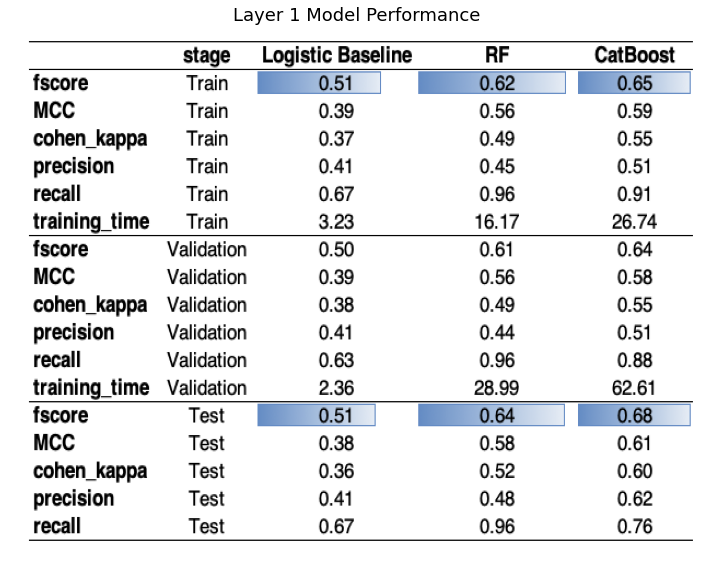 Layer 1 Model Performance
stage Logistic Baseline RF CatBoost
fscore Train 0.51 0.62 0.65
MCC Train 0.39 0.56 0.59
cohen_kappa Train 0.37 0.49 0.55
precision Train 0.41 0.45 0.51
recall Train 0.67 0.96 0.91
training_time Train 3.23 16.17 26.74
fscore Validation 0.50 0.61 0.64
MCC Validation 0.39 0.56 0.58
cohen_kappa Validation 0.38 0.49 0.55
precision Validation 0.41 0.44 0.51
recall Validation 0.63 0.96 0.88
training_time Validation 2.36 28.99 62.61
fscore Test 0.51 0.64 0.68
MCC Test 0.38 0.58 0.61
cohen_kappa Test 0.36 0.52 0.60
precision Test 0.41 0.48 0.62
recall Test 0.67 0.96 0.76